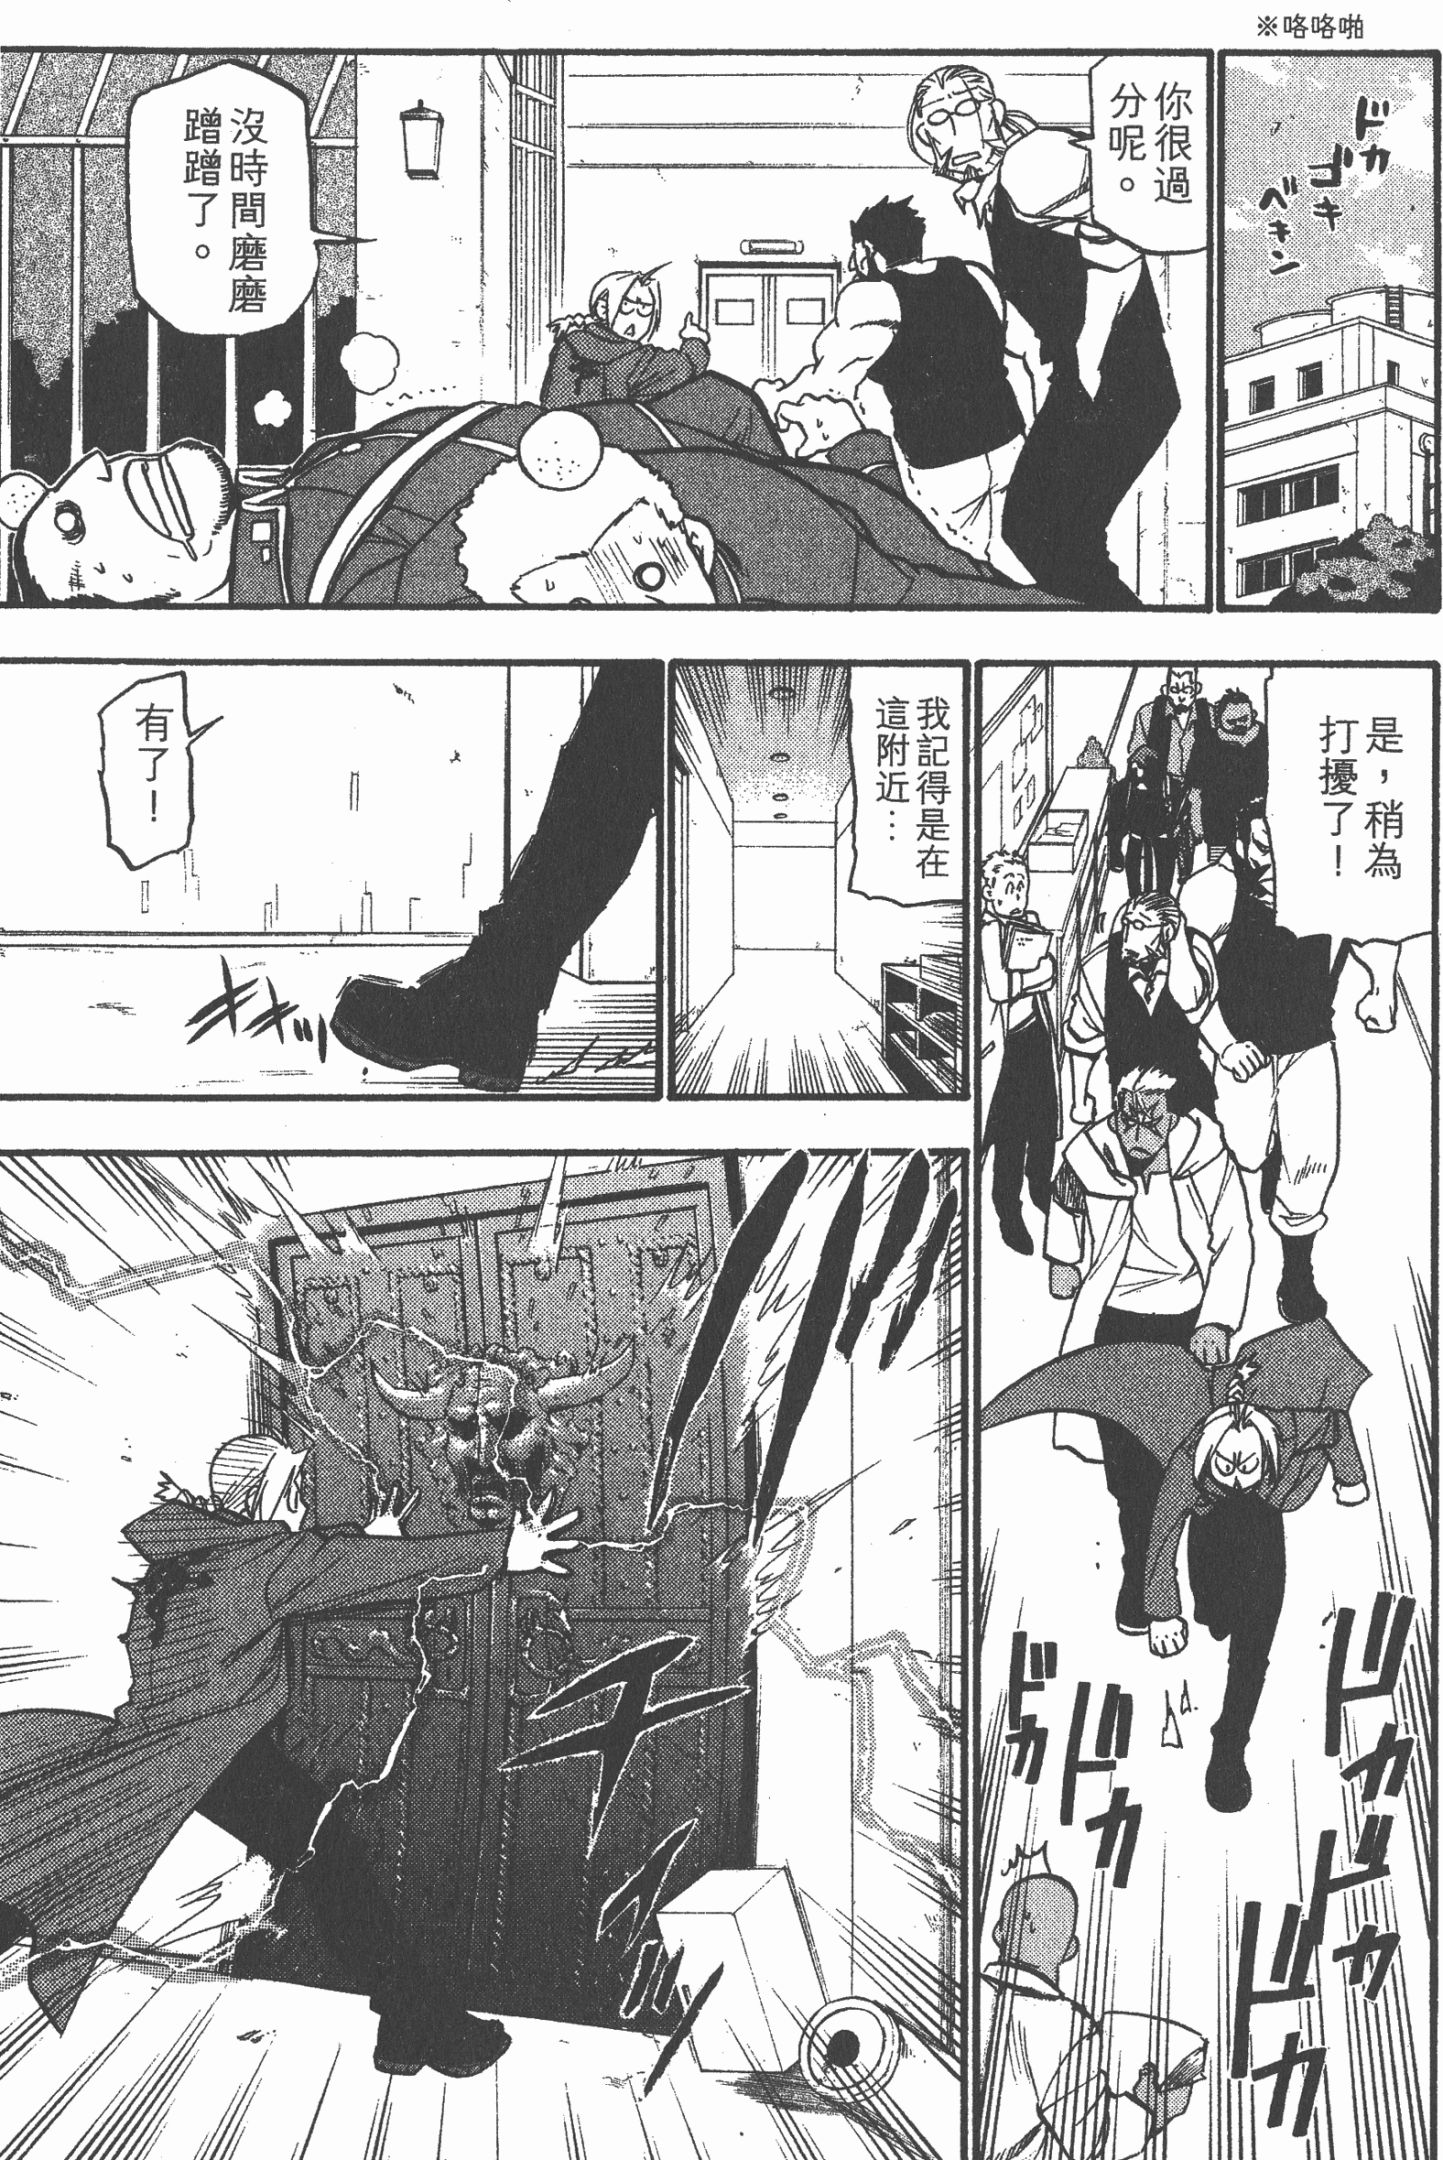 ※咯咯啪
ドカ
ゴキ
ベキン
你很過
分呢。
沒時間磨磨
蹭蹭了。
是，稍為
打擾了！
ドカ
ドカ
ドカ
ドカ
我記得是在
這附近…
有了！
キキッ